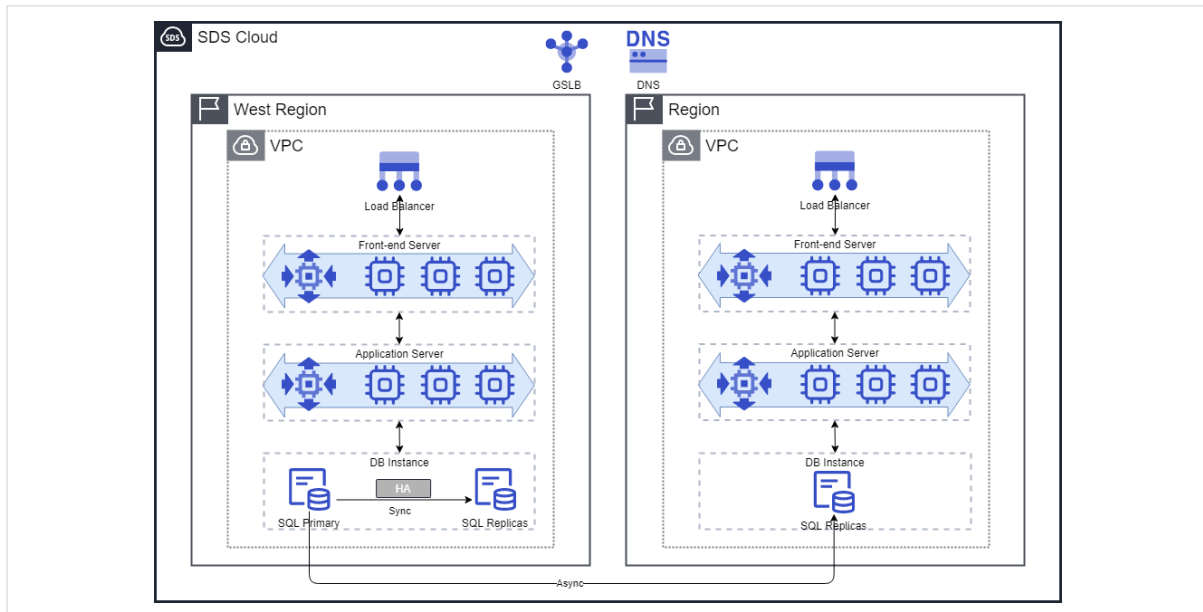 SDS
SDS Cloud
DNS
GSLB
DNS
West Region
VPC
Load Balancer
Front-end Server
Application Server
DB Instance
HA
Sync
SQL Primary
SQL Replicas
Region
VPC
Load Balancer
Front-end Server
Application Server
DB Instance
SQL Replicas
Async